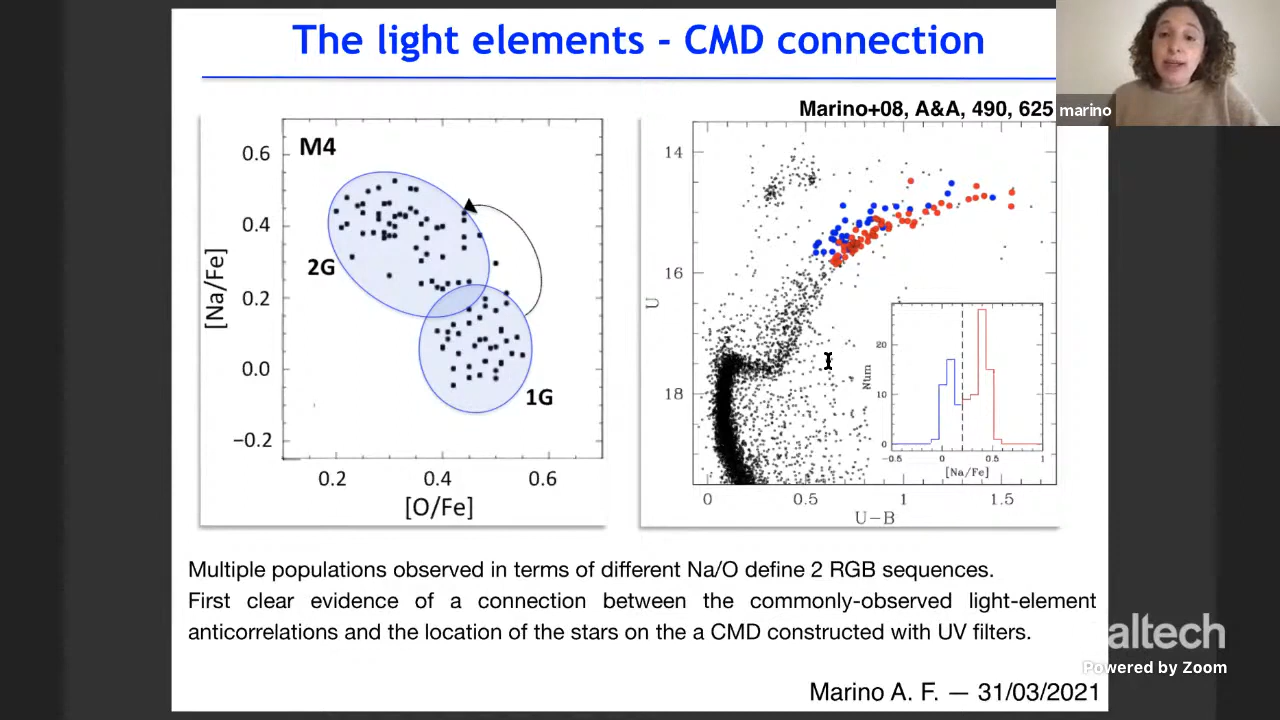 The light elements - CMD connection
Marino+08, A&A, 490, 625
marino
M4
2G
1G
0.6
0.4
0.2
0.0
−0.2
[Na/Fe]
0.2
0.4
0.6
[O/Fe]
14
16
18
U
0
0.5
1
1.5
U−B
20
10
0
Num
−0.5
0
0.5
1
[Na/Fe]
Multiple populations observed in terms of different Na/O define 2 RGB sequences.
First clear evidence of a connection between the commonly-observed light-element
anticorrelations and the location of the stars on the a CMD constructed with UV filters.
altech
Powered by Zoom
Marino A. F. — 31/03/2021